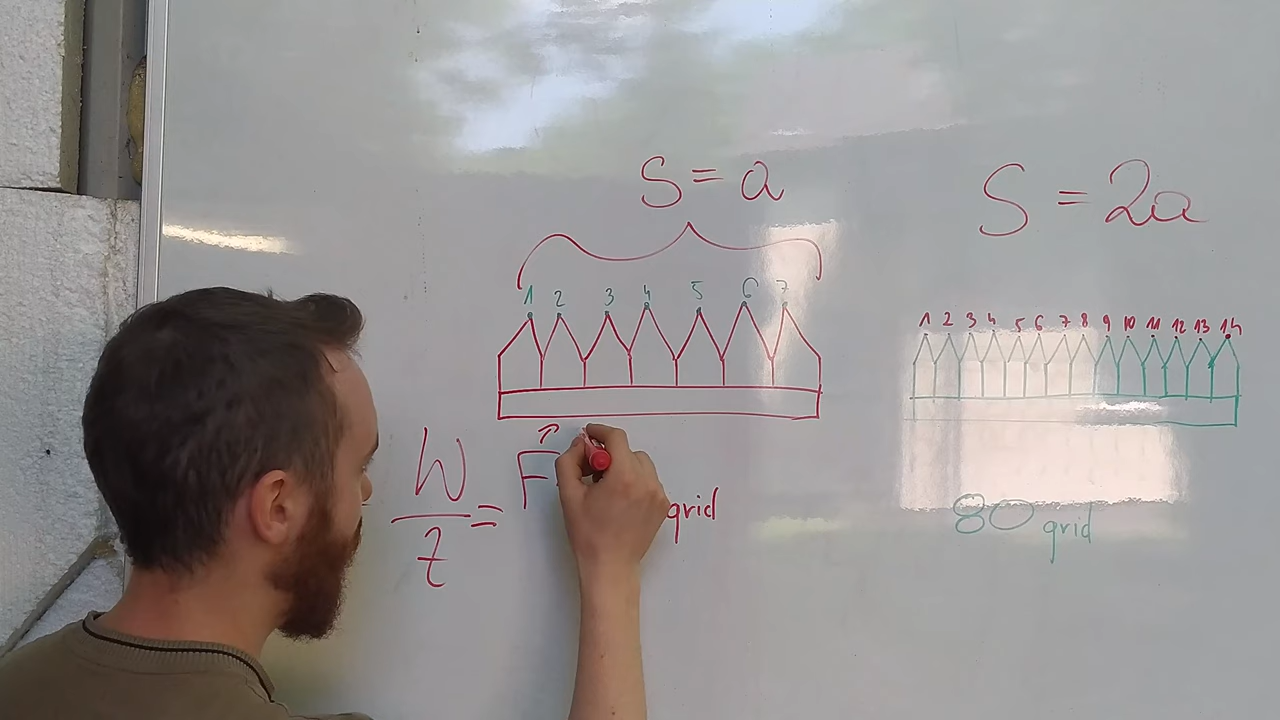 S = a
S = 2a
1 2 3 4 5 6 7
1 2 3 4 5 6 7 8 9 10 11 12 13 14
W
t
= F
grid
80 grid